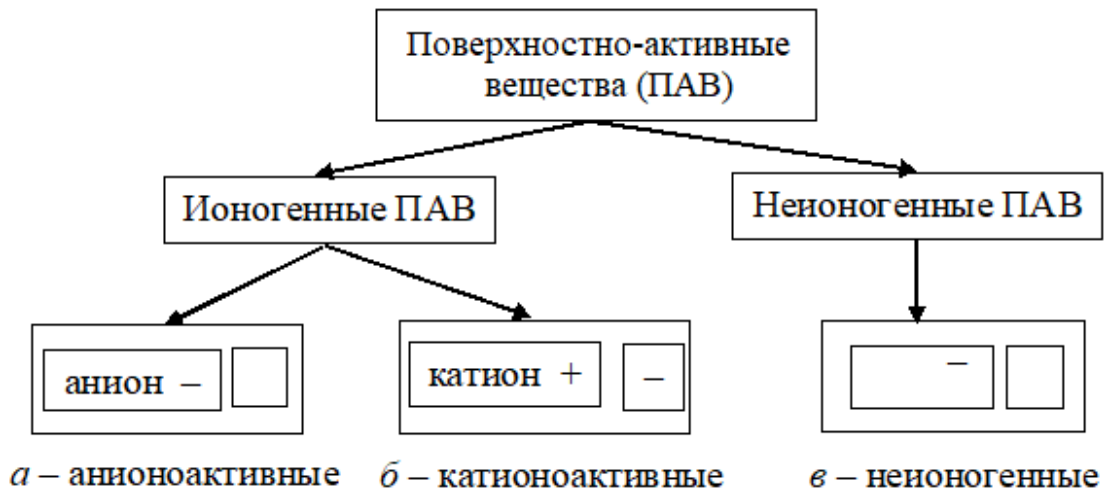 Поверхностно-активные
вещества (ПАВ)
Ионогенные ПАВ
Неионогенные ПАВ
анион –
катион +
–
–
а – анионоактивные
б – катионоактивные
в – неионогенные